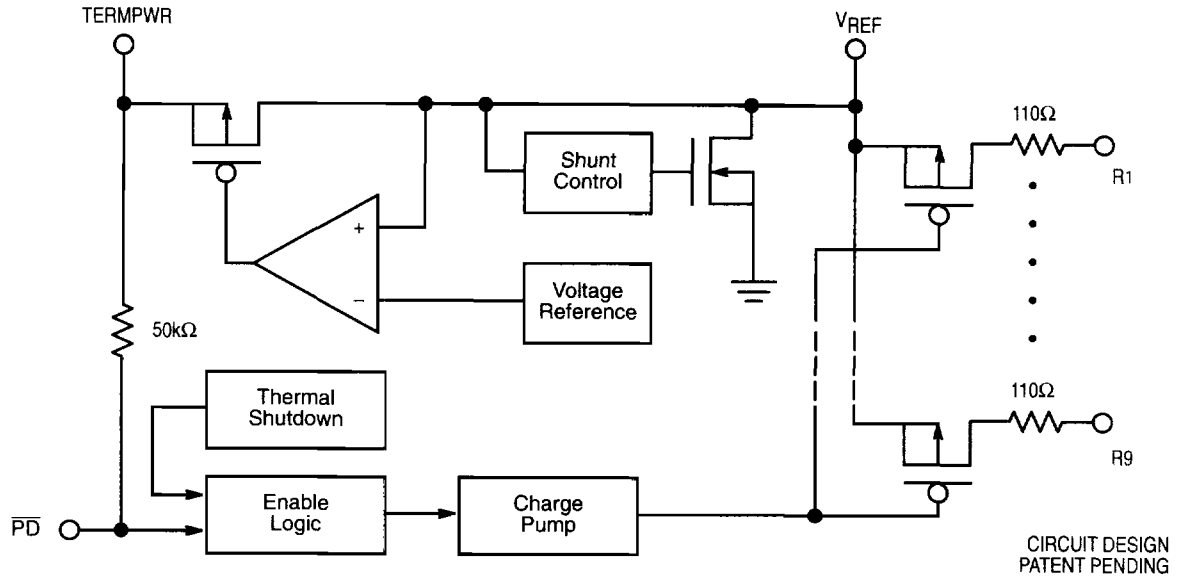 TERMPWR
VREF
110Ω
R1
Shunt
Control
+
−
Voltage
Reference
50kΩ
Thermal
Shutdown
110Ω
R9
PD
Enable
Logic
Charge
Pump
CIRCUIT DESIGN
PATENT PENDING